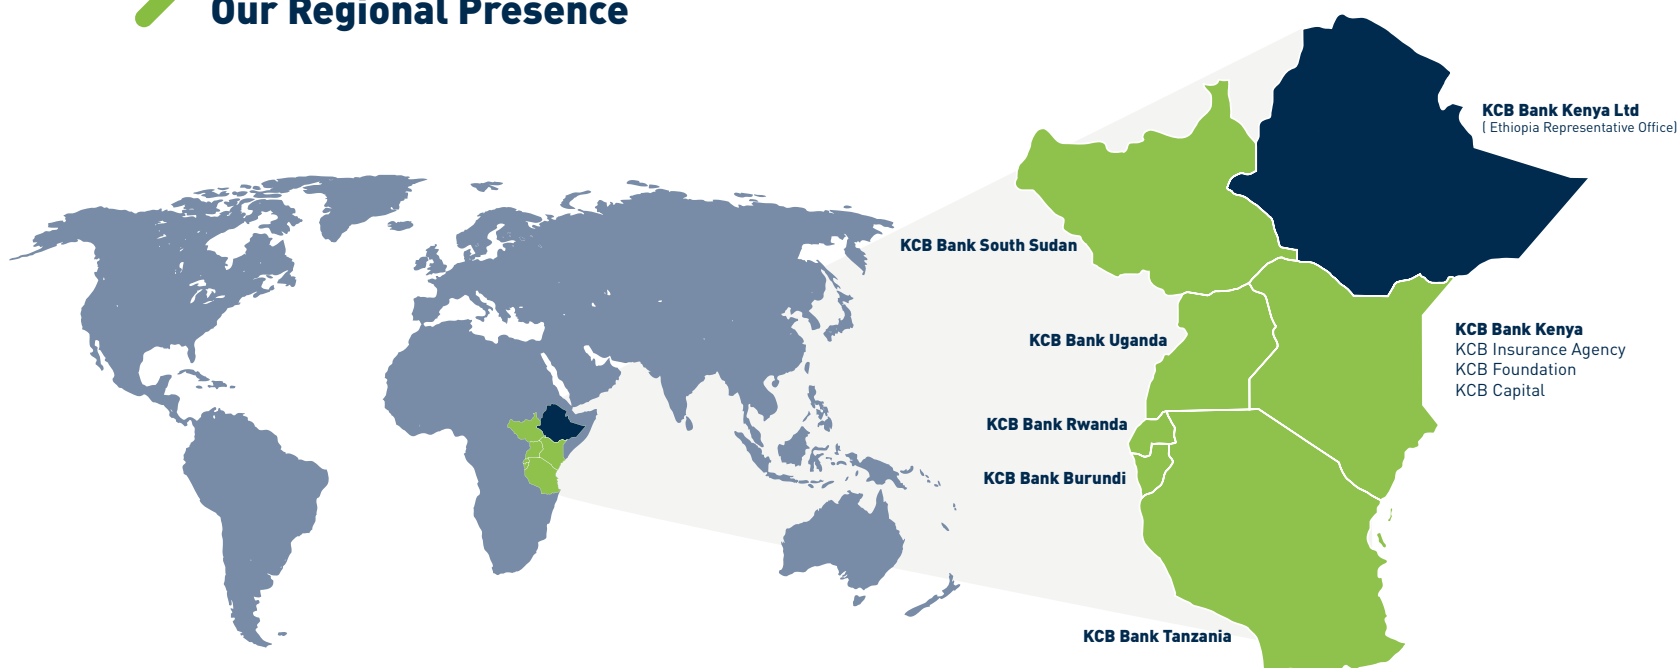 Our Regional Presence
KCB Bank Kenya Ltd
( Ethiopia Representative Office)
KCB Bank South Sudan
KCB Bank Uganda
KCB Bank Kenya
KCB Insurance Agency
KCB Foundation
KCB Capital
KCB Bank Rwanda
KCB Bank Burundi
KCB Bank Tanzania